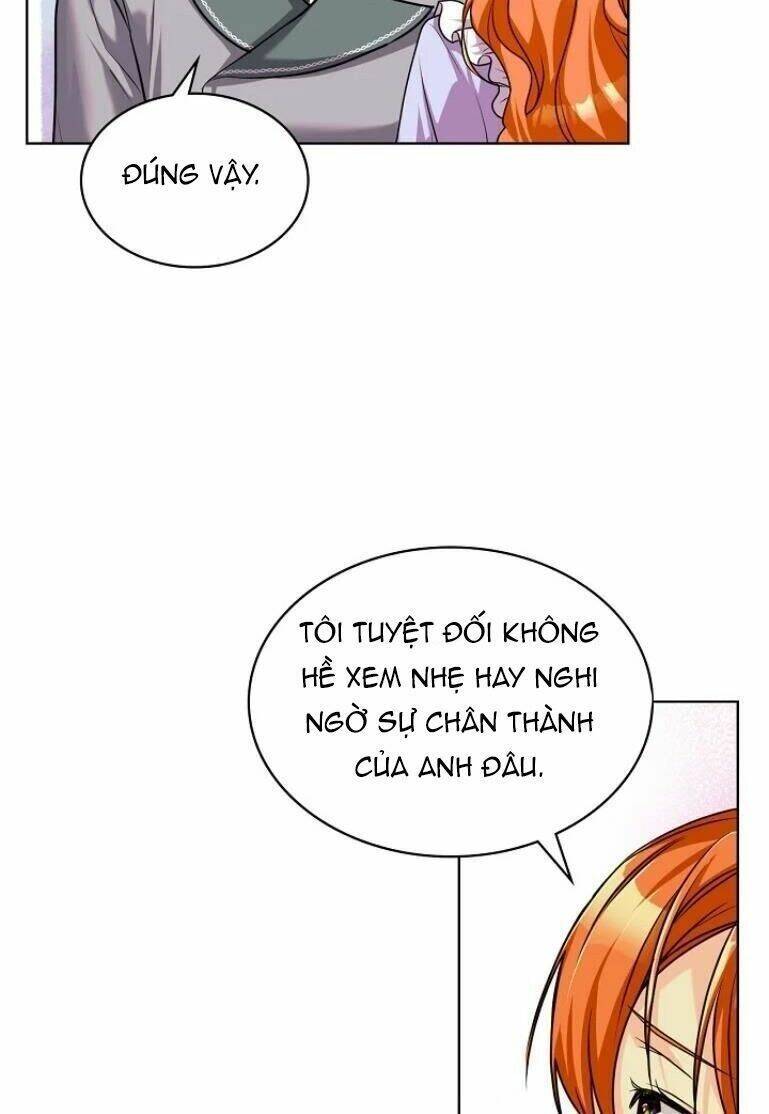 ĐÚNG VẬY.
TÔI TUYỆT ĐỐI KHÔNG
HỀ XEM NHẸ HAY NGHI
NGỜ SỰ CHÂN THÀNH
CỦA ANH ĐÂU.